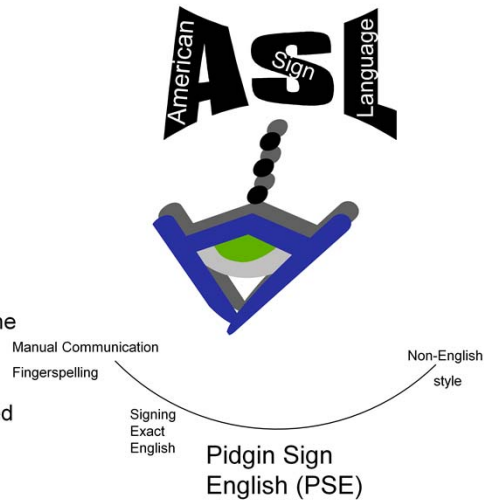 American
ASL
Sign
Language
Manual Communication
Fingerspelling
Non-English
style
Signing
Exact
English
Pidgin Sign
English (PSE)